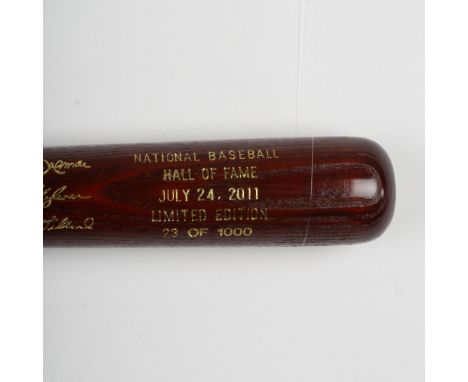 NATIONAL BASEBALL
HALL OF FAME
JULY 24, 2011
LIMITED EDITION
23 OF 1000